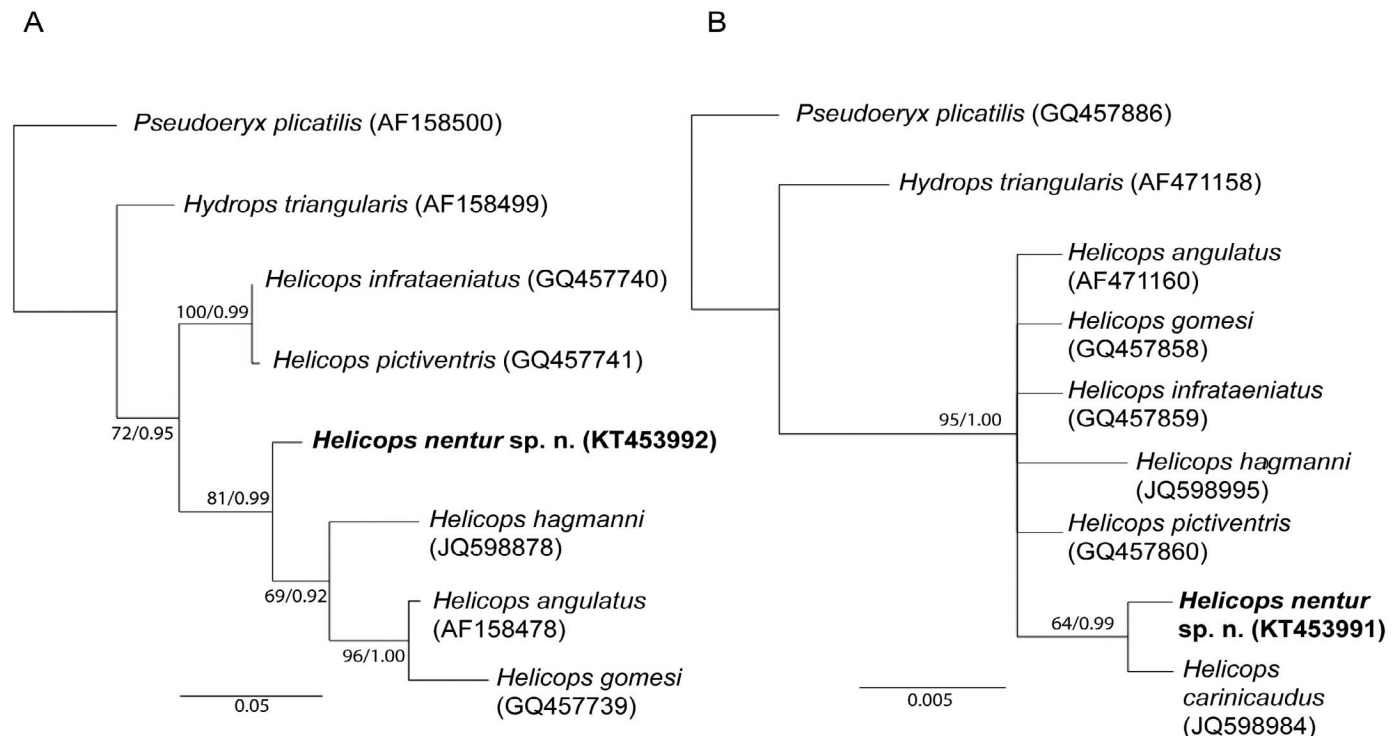 A
Pseudoeryx plicatilis (AF158500)
Hydrops triangularis (AF158499)
Helicops infrataeniatus (GQ457740)
100/0.99
Helicops pictiventris (GQ457741)
72/0.95
Helicops nentur sp. n. (KT453992)
81/0.99
Helicops hagmanni
(JQ598878)
69/0.92
Helicops angulatus
(AF158478)
96/1.00
Helicops gomesi
(GQ457739)
0.05
B
Pseudoeryx plicatilis (GQ457886)
Hydrops triangularis (AF471158)
Helicops angulatus
(AF471160)
Helicops gomesi
(GQ457858)
Helicops infrataeniatus
(GQ457859)
95/1.00
Helicops hagmanni
(JQ598995)
Helicops pictiventris
(GQ457860)
Helicops nentur
sp. n. (KT453991)
64/0.99
Helicops
carinicaudus
(JQ598984)
0.005